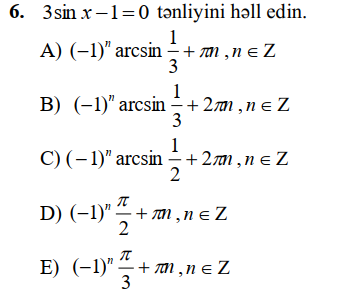 6. 3sin x−1=0 tənliyini həll edin.
A) (−1)ⁿ arcsin 1/3 + πn ,n ∈ Z
B) (−1)ⁿ arcsin 1/3 + 2πn ,n ∈ Z
C) (−1)ⁿ arcsin 1/2 + 2πn ,n ∈ Z
D) (−1)ⁿ π/2 + πn ,n ∈ Z
E) (−1)ⁿ π/3 + πn ,n ∈ Z